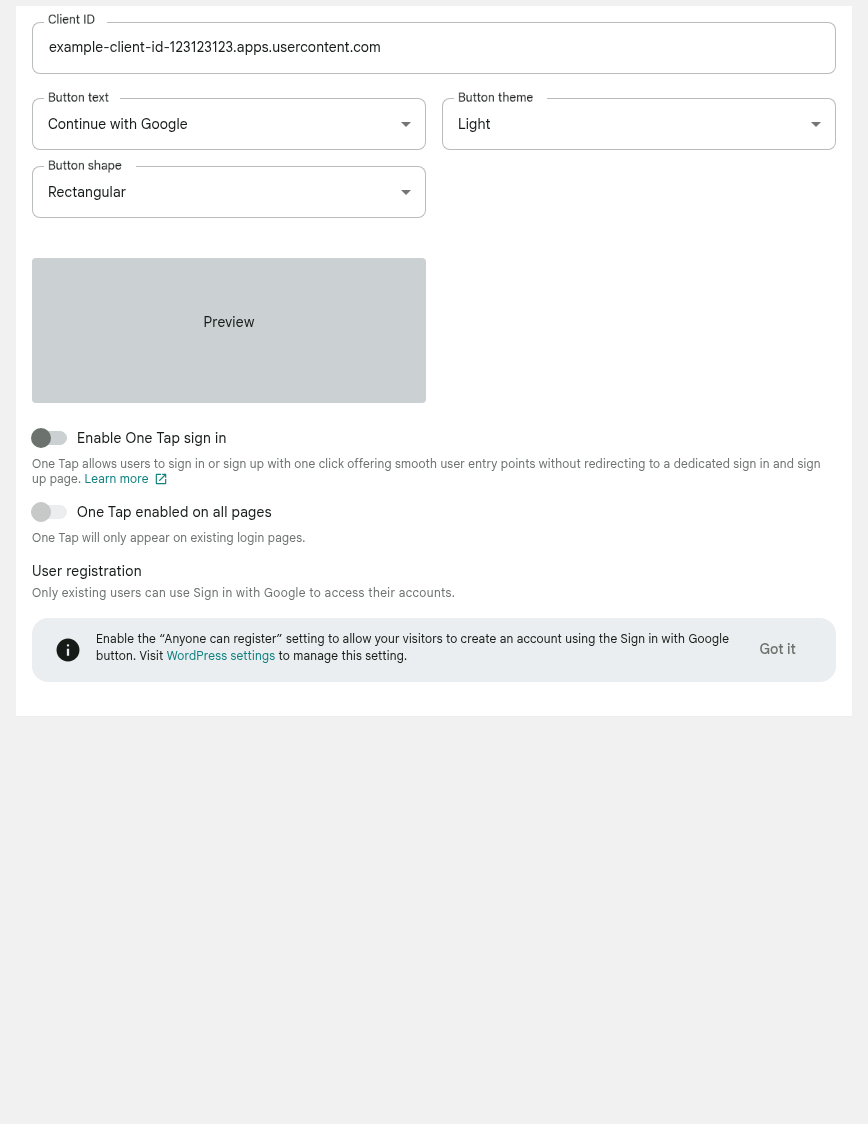 Client ID
example-client-id-123123123.apps.usercontent.com
Button text
Continue with Google
Button theme
Light
Button shape
Rectangular
Preview
Enable One Tap sign in
One Tap allows users to sign in or sign up with one click offering smooth user entry points without redirecting to a dedicated sign in and sign
up page. Learn more
One Tap enabled on all pages
One Tap will only appear on existing login pages.
User registration
Only existing users can use Sign in with Google to access their accounts.
Enable the “Anyone can register” setting to allow your visitors to create an account using the Sign in with Google
button. Visit WordPress settings to manage this setting.
Got it